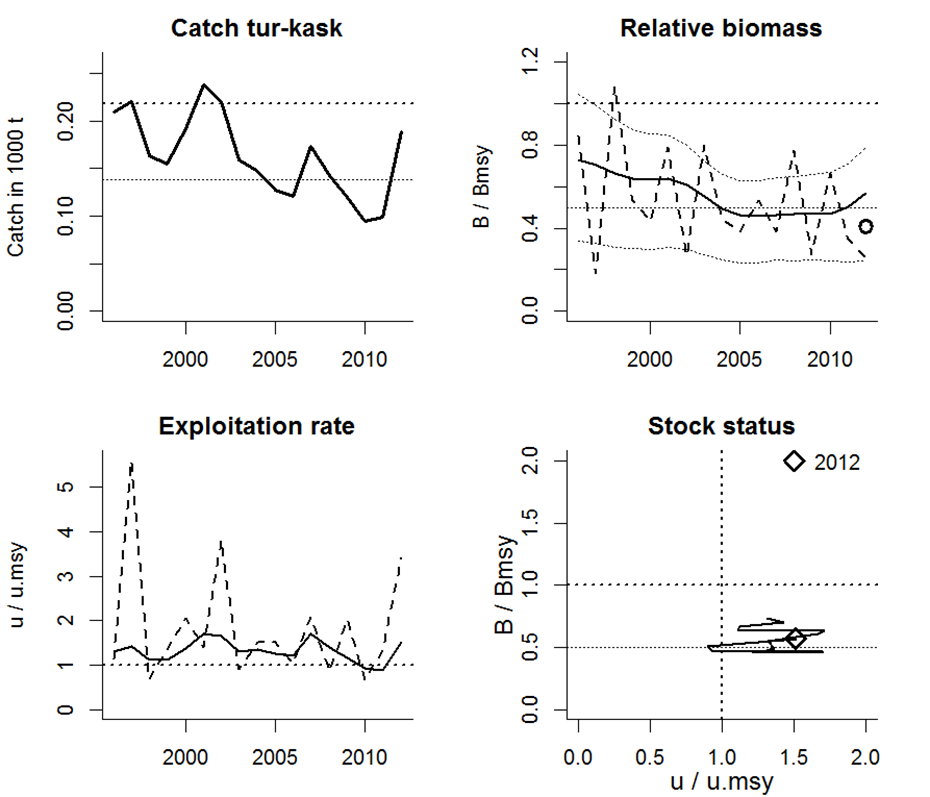 Catch tur-kask
Catch in 1000 t
0.20
0.10
0.00
2000 2005 2010
Relative biomass
B / Bmsy
1.2
0.8
0.4
0.0
2000 2005 2010
Exploitation rate
u / u.msy
5
4
3
2
1
0
2000 2005 2010
Stock status
B / Bmsy
2.0
1.5
1.0
0.5
0.0
2012
0.0 0.5 1.0 1.5 2.0
u / u.msy